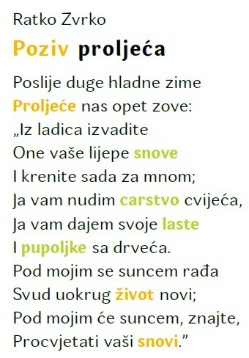 Ratko Zvrko
Poziv proljeća
Poslije duge hladne zime
Proljeće nas opet zove:
„Iz ladica izvadite
One vaše lijepe snove
I krenite sada za mnom;
Ja vam nudim carstvo cvijeća,
Ja vam dajem svoje laste
I pupoljke sa drveća.
Pod mojim se suncem rađa
Svud uokrug život novi;
Pod mojim će suncem, znajte,
Procvjetati vaši snovi.”